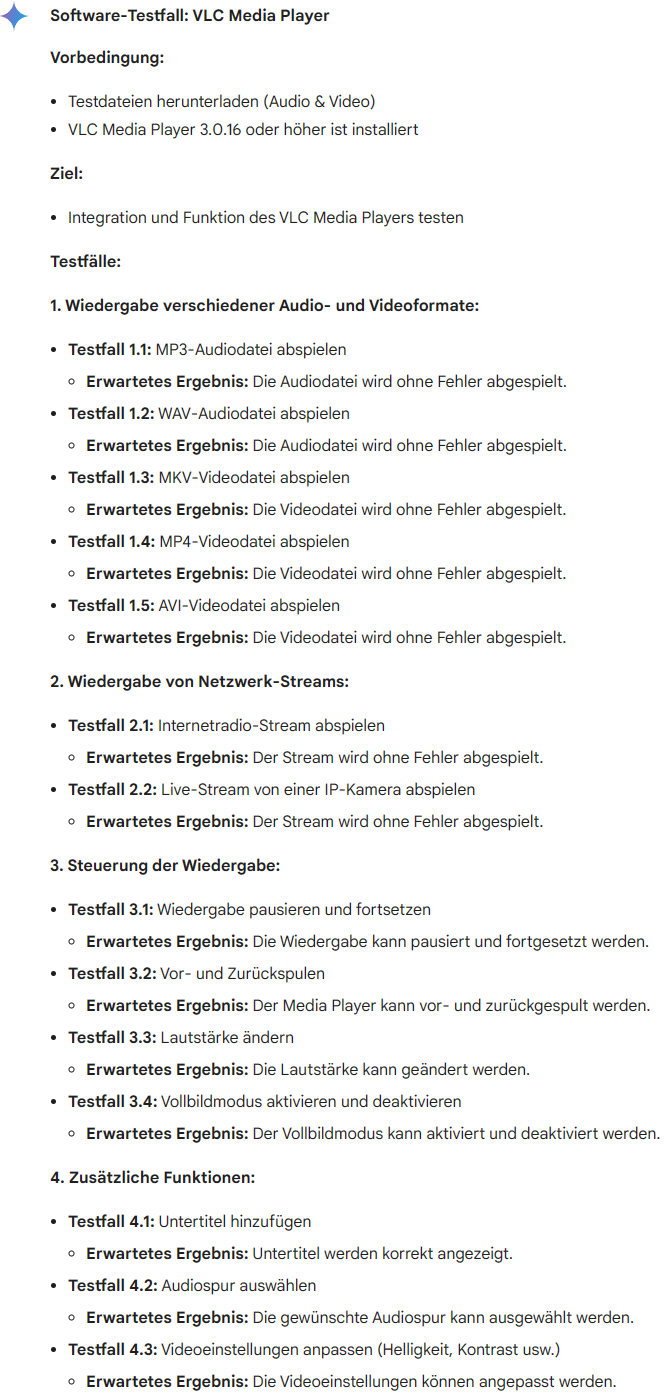 Software-Testfall: VLC Media Player
Vorbedingung:
• Testdateien herunterladen (Audio & Video)
• VLC Media Player 3.0.16 oder höher ist installiert
Ziel:
• Integration und Funktion des VLC Media Players testen
Testfälle:
1. Wiedergabe verschiedener Audio- und Videoformate:
• Testfall 1.1: MP3-Audiodatei abspielen
◦ Erwartetes Ergebnis: Die Audiodatei wird ohne Fehler abgespielt.
• Testfall 1.2: WAV-Audiodatei abspielen
◦ Erwartetes Ergebnis: Die Audiodatei wird ohne Fehler abgespielt.
• Testfall 1.3: MKV-Videodatei abspielen
◦ Erwartetes Ergebnis: Die Videodatei wird ohne Fehler abgespielt.
• Testfall 1.4: MP4-Videodatei abspielen
◦ Erwartetes Ergebnis: Die Videodatei wird ohne Fehler abgespielt.
• Testfall 1.5: AVI-Videodatei abspielen
◦ Erwartetes Ergebnis: Die Videodatei wird ohne Fehler abgespielt.
2. Wiedergabe von Netzwerk-Streams:
• Testfall 2.1: Internetradio-Stream abspielen
◦ Erwartetes Ergebnis: Der Stream wird ohne Fehler abgespielt.
• Testfall 2.2: Live-Stream von einer IP-Kamera abspielen
◦ Erwartetes Ergebnis: Der Stream wird ohne Fehler abgespielt.
3. Steuerung der Wiedergabe:
• Testfall 3.1: Wiedergabe pausieren und fortsetzen
◦ Erwartetes Ergebnis: Die Wiedergabe kann pausiert und fortgesetzt werden.
• Testfall 3.2: Vor- und Zurückspulen
◦ Erwartetes Ergebnis: Der Media Player kann vor- und zurückgespult werden.
• Testfall 3.3: Lautstärke ändern
◦ Erwartetes Ergebnis: Die Lautstärke kann geändert werden.
• Testfall 3.4: Vollbildmodus aktivieren und deaktivieren
◦ Erwartetes Ergebnis: Der Vollbildmodus kann aktiviert und deaktiviert werden.
4. Zusätzliche Funktionen:
• Testfall 4.1: Untertitel hinzufügen
◦ Erwartetes Ergebnis: Untertitel werden korrekt angezeigt.
• Testfall 4.2: Audiospur auswählen
◦ Erwartetes Ergebnis: Die gewünschte Audiospur kann ausgewählt werden.
• Testfall 4.3: Videoeinstellungen anpassen (Helligkeit, Kontrast usw.)
◦ Erwartetes Ergebnis: Die Videoeinstellungen können angepasst werden.